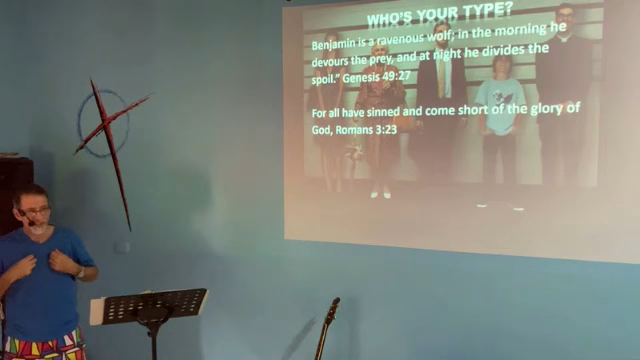 WHO'S YOUR TYPE?
Benjamin is a ravenous wolf; in the morning he
devours the prey, and at night he divides the
spoil.” Genesis 49:27
For all have sinned and come short of the glory of
God, Romans 3:23